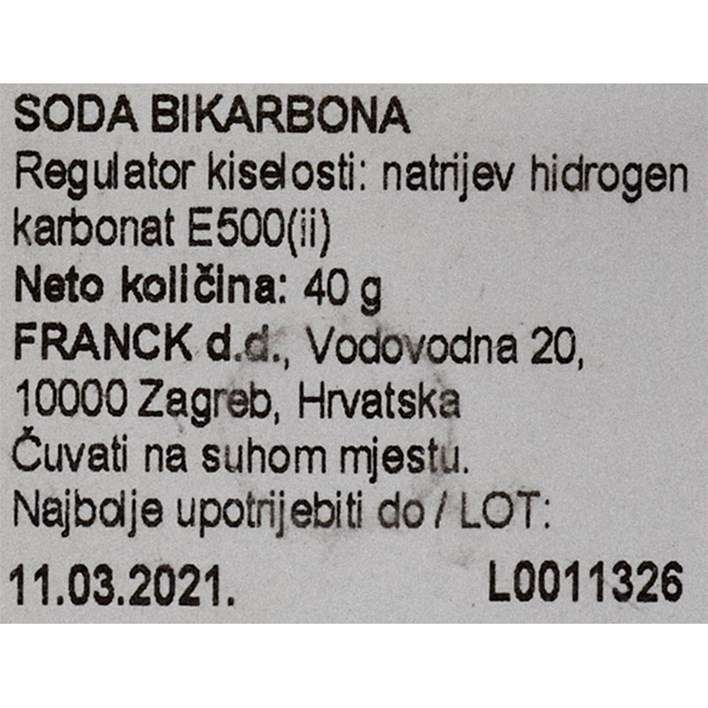 SODA BIKARBONA
Regulator kiselosti: natrijev hidrogen
karbonat E500(ii)
Neto količina: 40 g
FRANCK d.d., Vodovodna 20,
10000 Zagreb, Hrvatska
Čuvati na suhom mjestu.
Najbolje upotrijebiti do / LOT:
11.03.2021. L0011326